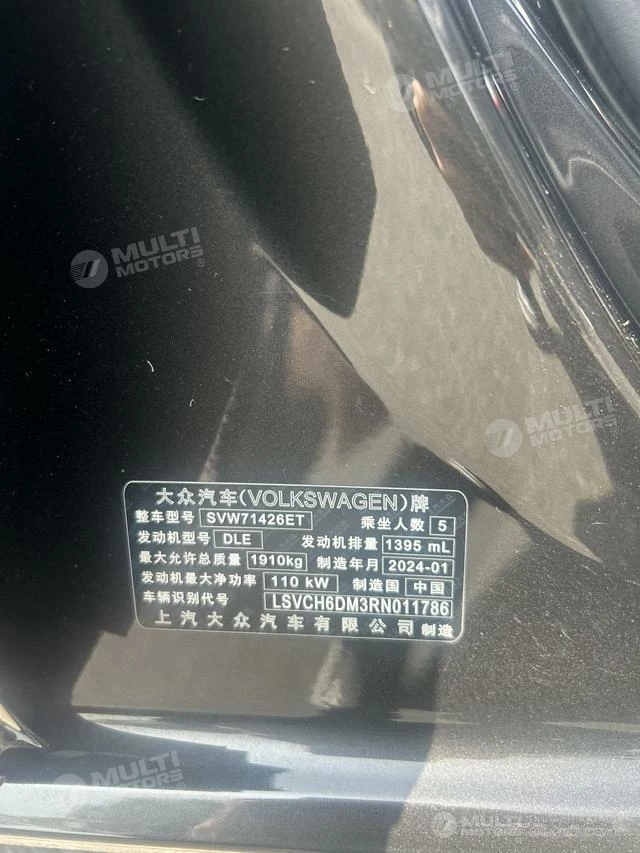 MULTI
MOTORS
MULTI
MOTORS®
MULTI
MOTORS
大众汽车(VOLKSWAGEN)牌
整车型号 SVW71426ET 乘坐人数 5
发动机型号 DLE 发动机排量 1395 mL
最大允许总质量 1910kg 制造年月 2024-01
发动机最大净功率 110 kW 制造国 中国
车辆识别代号 LSVCH6DM3RN011786
上汽大众汽车有限公司 制造
MULTI
MOTORS®